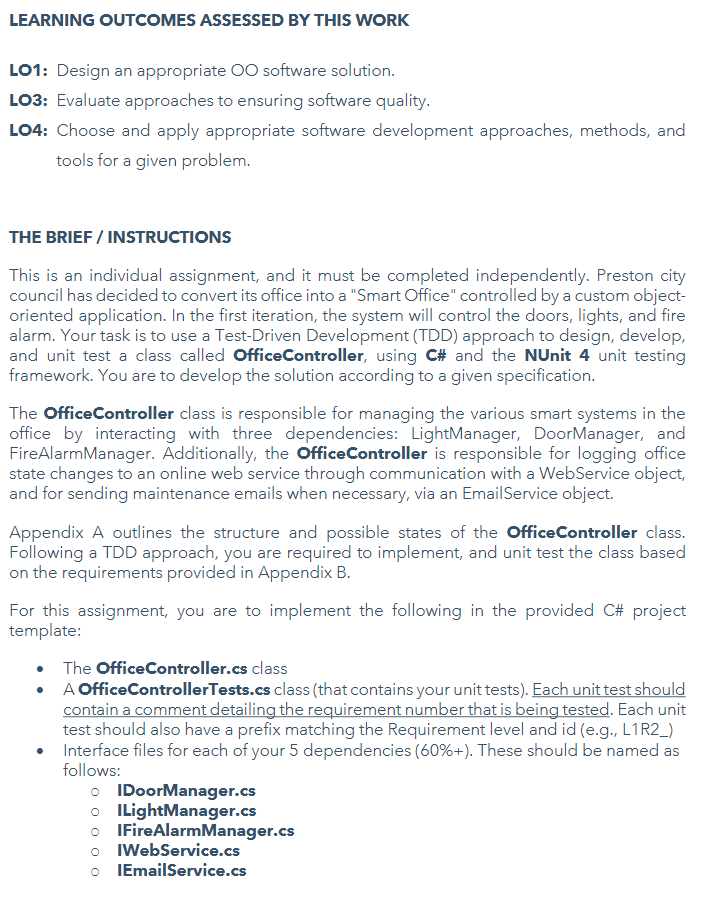 LEARNING OUTCOMES ASSESSED BY THIS WORK
LO1: Design an appropriate OO software solution.
LO3: Evaluate approaches to ensuring software quality.
LO4: Choose and apply appropriate software development approaches, methods, and
tools for a given problem.
THE BRIEF / INSTRUCTIONS
This is an individual assignment, and it must be completed independently. Preston city
council has decided to convert its office into a "Smart Office" controlled by a custom object-
oriented application. In the first iteration, the system will control the doors, lights, and fire
alarm. Your task is to use a Test-Driven Development (TDD) approach to design, develop,
and unit test a class called OfficeController, using C# and the NUnit 4 unit testing
framework. You are to develop the solution according to a given specification.
The OfficeController class is responsible for managing the various smart systems in the
office by interacting with three dependencies: LightManager, DoorManager, and
FireAlarmManager. Additionally, the OfficeController is responsible for logging office
state changes to an online web service through communication with a WebService object,
and for sending maintenance emails when necessary, via an EmailService object.
Appendix A outlines the structure and possible states of the OfficeController class.
Following a TDD approach, you are required to implement, and unit test the class based
on the requirements provided in Appendix B.
For this assignment, you are to implement the following in the provided C# project
template:
• The OfficeController.cs class
• A OfficeControllerTests.cs class (that contains your unit tests). Each unit test should
contain a comment detailing the requirement number that is being tested. Each unit
test should also have a prefix matching the Requirement level and id (e.g., L1R2_)
• Interface files for each of your 5 dependencies (60%+). These should be named as
follows:
o IDoorManager.cs
o ILightManager.cs
o IFireAlarmManager.cs
o IWebService.cs
o IEmailService.cs